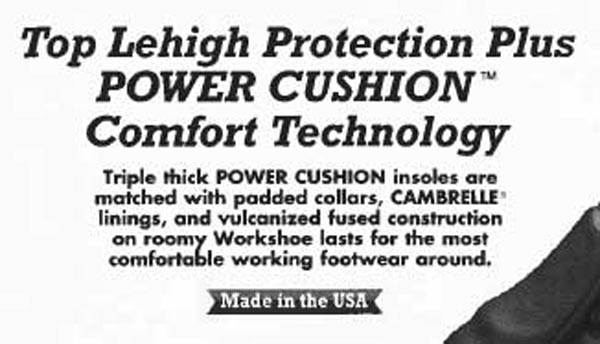 Top Lehigh Protection Plus
POWER CUSHION™
Comfort Technology
Triple thick POWER CUSHION insoles are
matched with padded collars, CAMBRELLE®
linings, and vulcanized fused construction
on roomy Workshoe lasts for the most
comfortable working footwear around.
Made in the USA